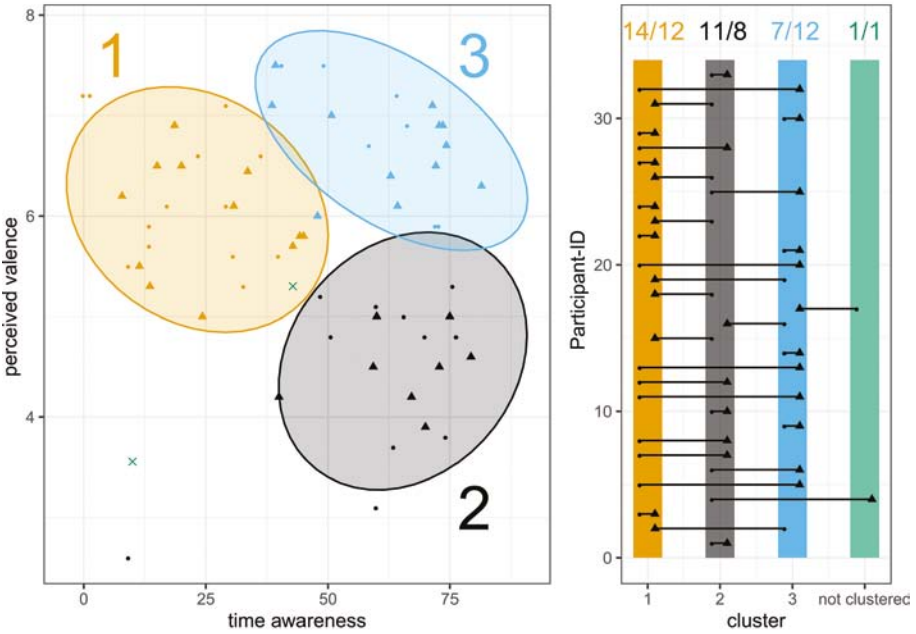 8
6
4
perceived valence
1
3
2
0 25 50 75
time awareness
14/12 11/8 7/12 1/1
30
20
10
0
Participant-ID
1 2 3 not clustered
cluster